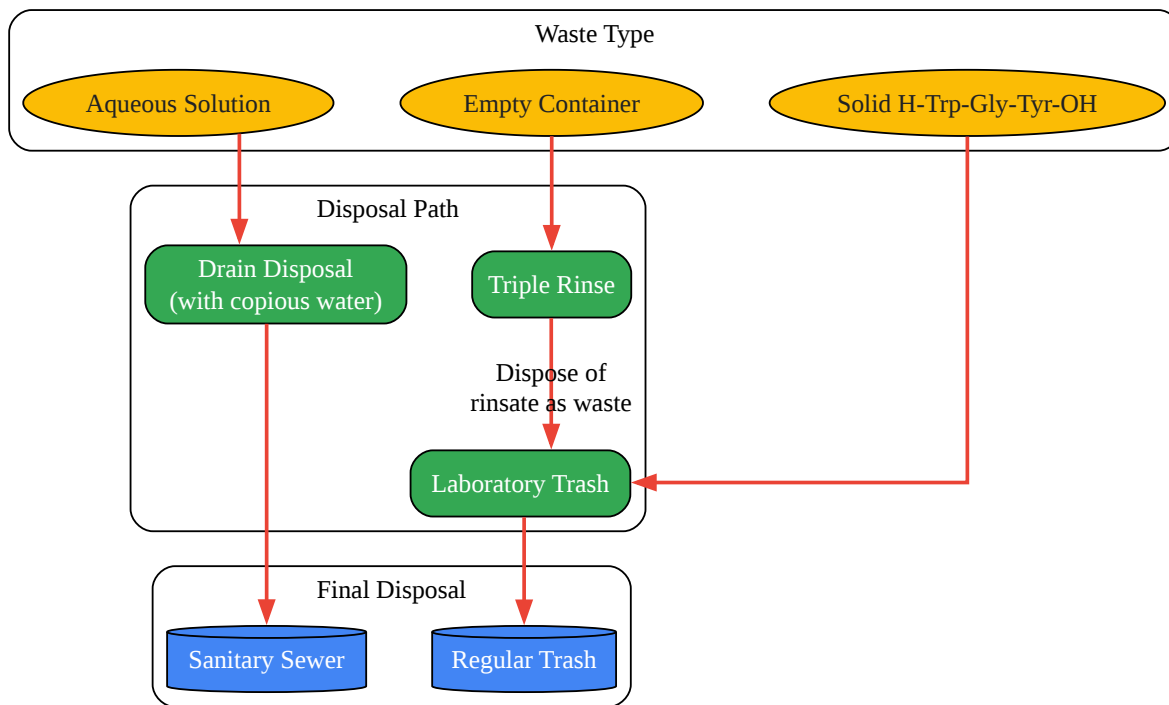 Waste Type
Aqueous Solution
Empty Container
Solid H-Trp-Gly-Tyr-OH
Disposal Path
Drain Disposal
(with copious water)
Triple Rinse
Dispose of
rinsate as waste
Laboratory Trash
Final Disposal
Sanitary Sewer
Regular Trash